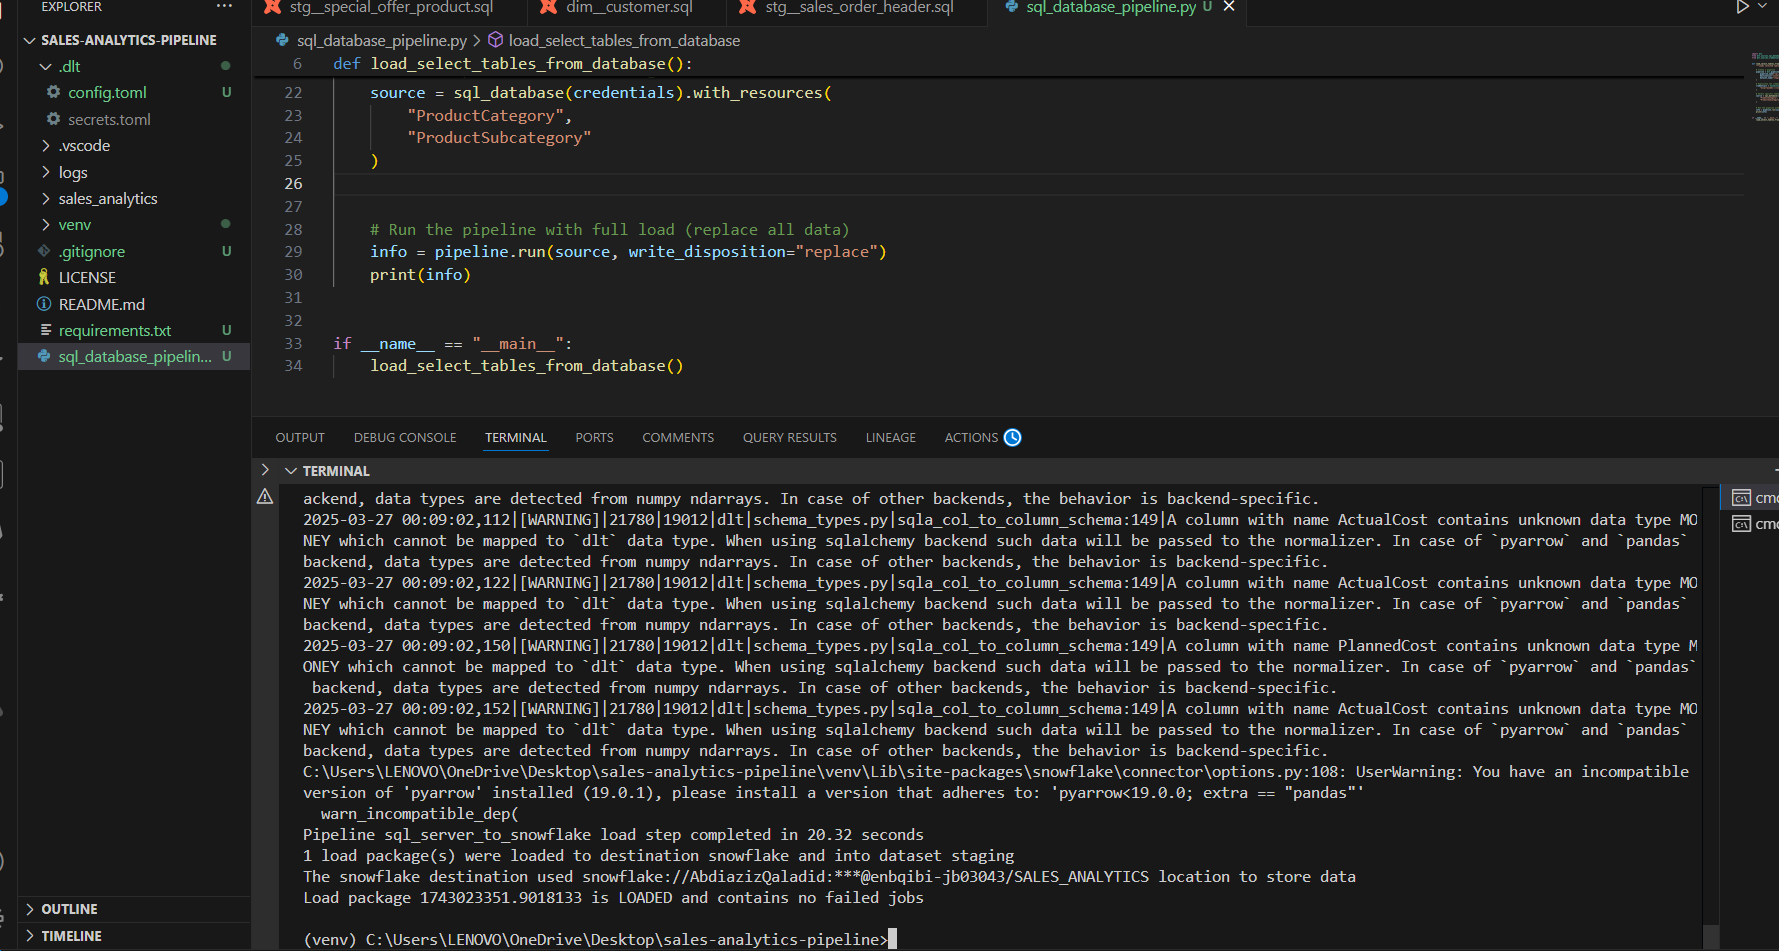 EXPLORER
···
SALES-ANALYTICS-PIPELINE
.dlt
config.toml U
secrets.toml
.vscode
logs
sales_analytics
venv
.gitignore U
LICENSE
README.md
requirements.txt U
sql_database_pipelin... U
OUTLINE
TIMELINE
stg__special_offer_product.sql
dim__customer.sql
stg__sales_order_header.sql
sql_database_pipeline.py U
sql_database_pipeline.py > load_select_tables_from_database
6 def load_select_tables_from_database():
22 source = sql_database(credentials).with_resources(
23 "ProductCategory",
24 "ProductSubcategory"
25 )
26
27
28 # Run the pipeline with full load (replace all data)
29 info = pipeline.run(source, write_disposition="replace")
30 print(info)
31
32
33 if __name__ == "__main__":
34 load_select_tables_from_database()
OUTPUT DEBUG CONSOLE TERMINAL PORTS COMMENTS QUERY RESULTS LINEAGE ACTIONS
TERMINAL
ackend, data types are detected from numpy ndarrays. In case of other backends, the behavior is backend-specific.
2025-03-27 00:09:02,112|[WARNING]|21780|19012|dlt|schema_types.py|sqla_col_to_column_schema:149|A column with name ActualCost contains unknown data type MO
NEY which cannot be mapped to `dlt` data type. When using sqlalchemy backend such data will be passed to the normalizer. In case of `pyarrow` and `pandas`
backend, data types are detected from numpy ndarrays. In case of other backends, the behavior is backend-specific.
2025-03-27 00:09:02,122|[WARNING]|21780|19012|dlt|schema_types.py|sqla_col_to_column_schema:149|A column with name ActualCost contains unknown data type MO
NEY which cannot be mapped to `dlt` data type. When using sqlalchemy backend such data will be passed to the normalizer. In case of `pyarrow` and `pandas`
backend, data types are detected from numpy ndarrays. In case of other backends, the behavior is backend-specific.
2025-03-27 00:09:02,150|[WARNING]|21780|19012|dlt|schema_types.py|sqla_col_to_column_schema:149|A column with name PlannedCost contains unknown data type M
ONEY which cannot be mapped to `dlt` data type. When using sqlalchemy backend such data will be passed to the normalizer. In case of `pyarrow` and `pandas`
backend, data types are detected from numpy ndarrays. In case of other backends, the behavior is backend-specific.
2025-03-27 00:09:02,152|[WARNING]|21780|19012|dlt|schema_types.py|sqla_col_to_column_schema:149|A column with name ActualCost contains unknown data type MO
NEY which cannot be mapped to `dlt` data type. When using sqlalchemy backend such data will be passed to the normalizer. In case of `pyarrow` and `pandas`
backend, data types are detected from numpy ndarrays. In case of other backends, the behavior is backend-specific.
C:\Users\LENOVO\OneDrive\Desktop\sales-analytics-pipeline\venv\Lib\site-packages\snowflake\connector\options.py:108: UserWarning: You have an incompatible
version of 'pyarrow' installed (19.0.1), please install a version that adheres to: 'pyarrow<19.0.0; extra == "pandas"'
warn_incompatible_dep(
Pipeline sql_server_to_snowflake load step completed in 20.32 seconds
1 load package(s) were loaded to destination snowflake and into dataset staging
The snowflake destination used snowflake://AbdiazizQaladid:***@enbqibi-jb03043/SALES_ANALYTICS location to store data
Load package 1743023351.9018133 is LOADED and contains no failed jobs
(venv) C:\Users\LENOVO\OneDrive\Desktop\sales-analytics-pipeline>